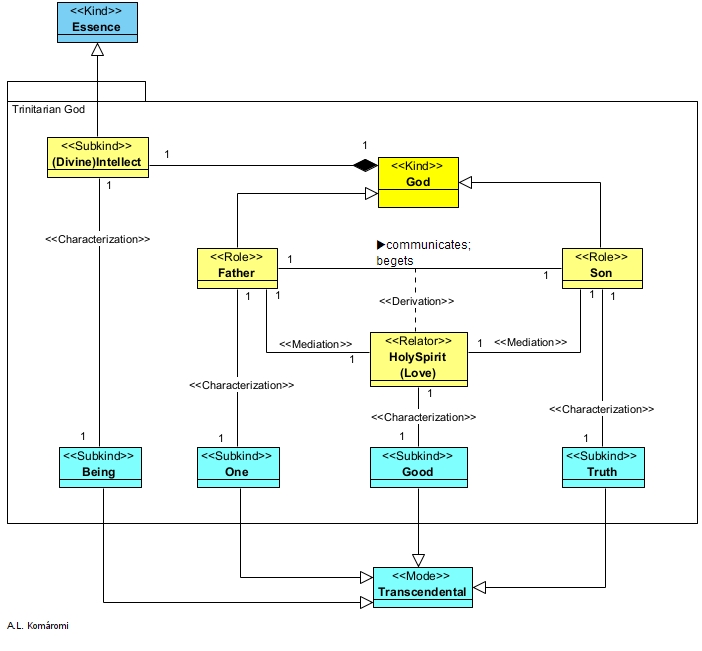 <<Kind>>
Essence
Trinitarian God
<<Subkind>>
(Divine)Intellect
1
1
<<Kind>>
God
1
<<Characterization>>
▶communicates;
begets
<<Role>>
Father
1
1
<<Role>>
Son
1
1
<<Derivation>>
1
1
<<Mediation>>
1
<<Relator>>
HolySpirit
(Love)
1
<<Mediation>>
<<Characterization>>
1
<<Characterization>>
<<Characterization>>
1
1
1
1
<<Subkind>>
Being
<<Subkind>>
One
<<Subkind>>
Good
<<Subkind>>
Truth
<<Mode>>
Transcendental
A.L. Komáromi